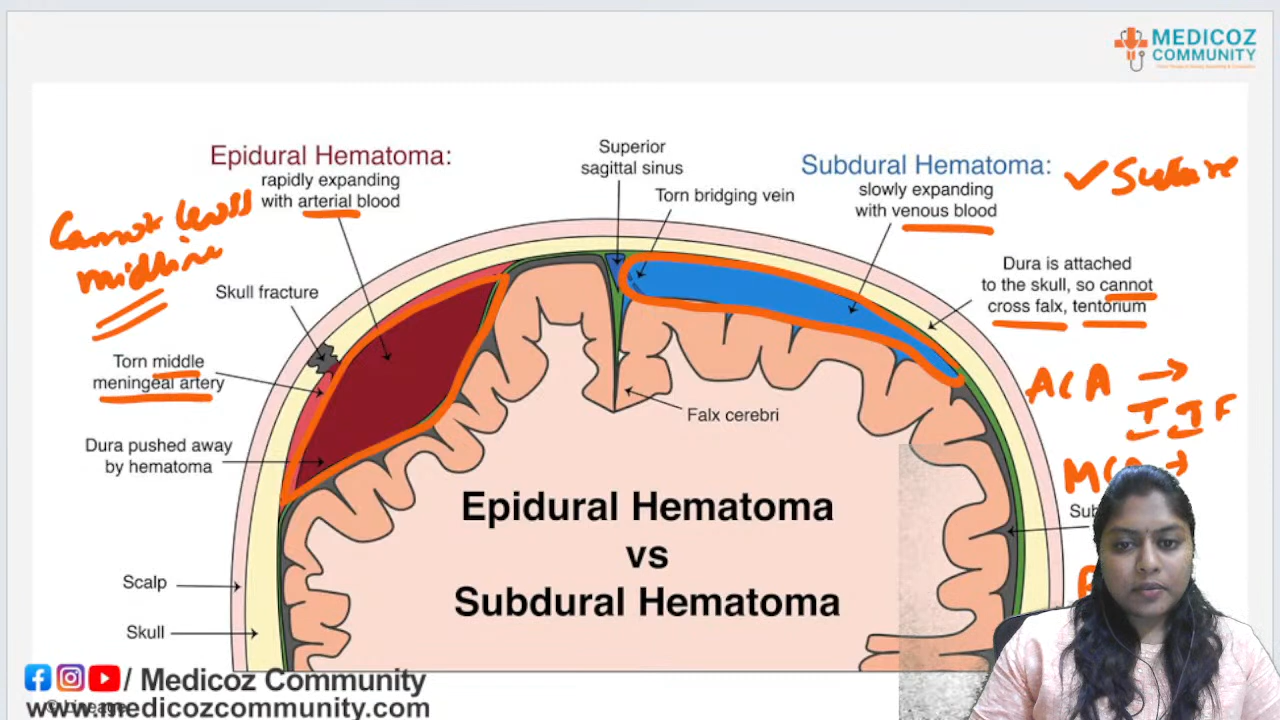 MEDICOZ
COMMUNITY
Epidural Hematoma:
rapidly expanding
with arterial blood
Superior
sagittal sinus
Torn bridging vein
Subdural Hematoma:
slowly expanding
with venous blood
✓ Suture
Cannot
midline
Skull fracture
Dura is attached
to the skull, so cannot
cross falx, tentorium
Torn middle
meningeal artery
ACA →
I I F
Falx cerebri
Dura pushed away
by hematoma
Epidural Hematoma
vs
Subdural Hematoma
Scalp
Skull
/ Medicoz Community
www.medicozcommunity.com